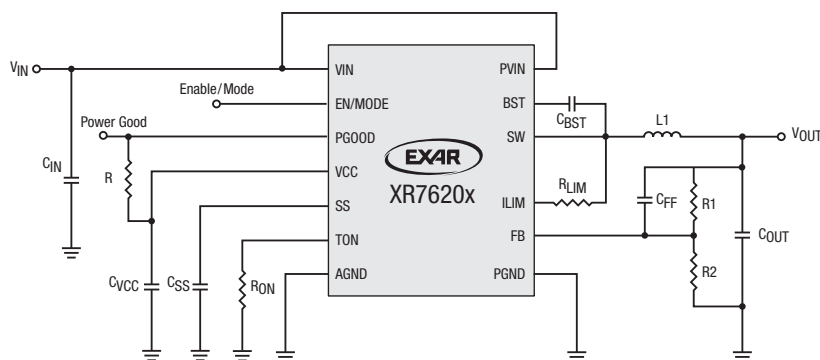 VIN
VIN
PVIN
Enable/Mode
EN/MODE
BST
CBST
L1
Power Good
PGOOD
EXAR
SW
VOUT
CIN
R
VCC
XR7620x
RLIM
CFF
R1
SS
ILIM
COUT
TON
FB
R2
CVCC
CSS
RON
AGND
PGND